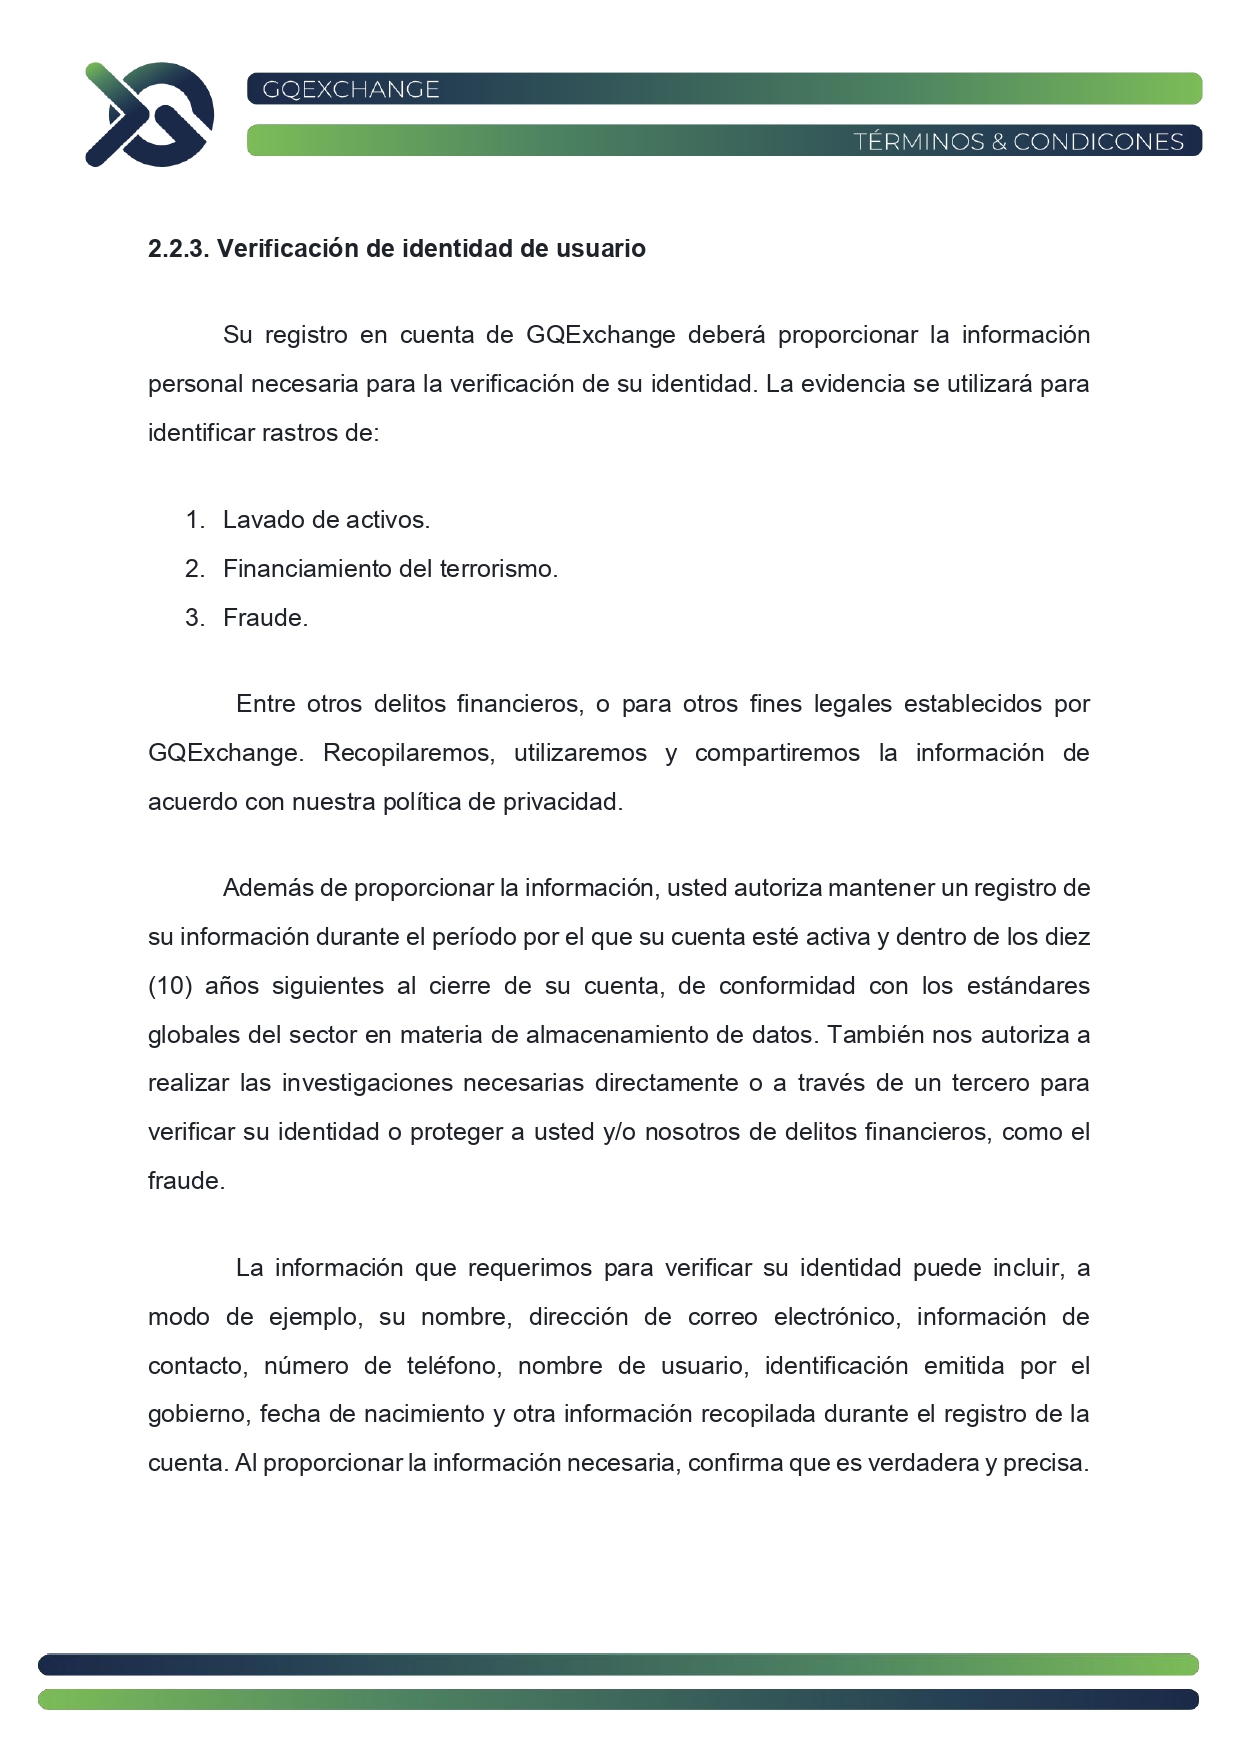 GQEXCHANGE
TÉRMINOS & CONDICONES
2.2.3. Verificación de identidad de usuario
Su registro en cuenta de GQExchange deberá proporcionar la información
personal necesaria para la verificación de su identidad. La evidencia se utilizará para
identificar rastros de:
1. Lavado de activos.
2. Financiamiento del terrorismo.
3. Fraude.
Entre otros delitos financieros, o para otros fines legales establecidos por
GQExchange. Recopilaremos, utilizaremos y compartiremos la información de
acuerdo con nuestra política de privacidad.
Además de proporcionar la información, usted autoriza mantener un registro de
su información durante el período por el que su cuenta esté activa y dentro de los diez
(10) años siguientes al cierre de su cuenta, de conformidad con los estándares
globales del sector en materia de almacenamiento de datos. También nos autoriza a
realizar las investigaciones necesarias directamente o a través de un tercero para
verificar su identidad o proteger a usted y/o nosotros de delitos financieros, como el
fraude.
La información que requerimos para verificar su identidad puede incluir, a
modo de ejemplo, su nombre, dirección de correo electrónico, información de
contacto, número de teléfono, nombre de usuario, identificación emitida por el
gobierno, fecha de nacimiento y otra información recopilada durante el registro de la
cuenta. Al proporcionar la información necesaria, confirma que es verdadera y precisa.